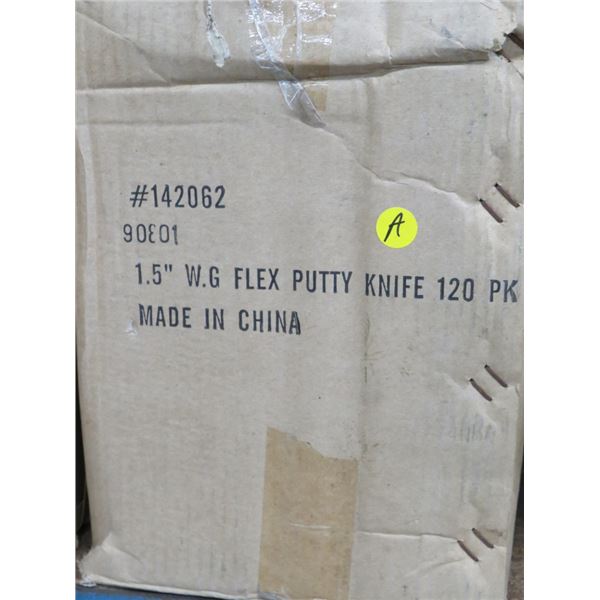 #142062
90801
A
1.5" W.G FLEX PUTTY KNIFE 120 PK
MADE IN CHINA